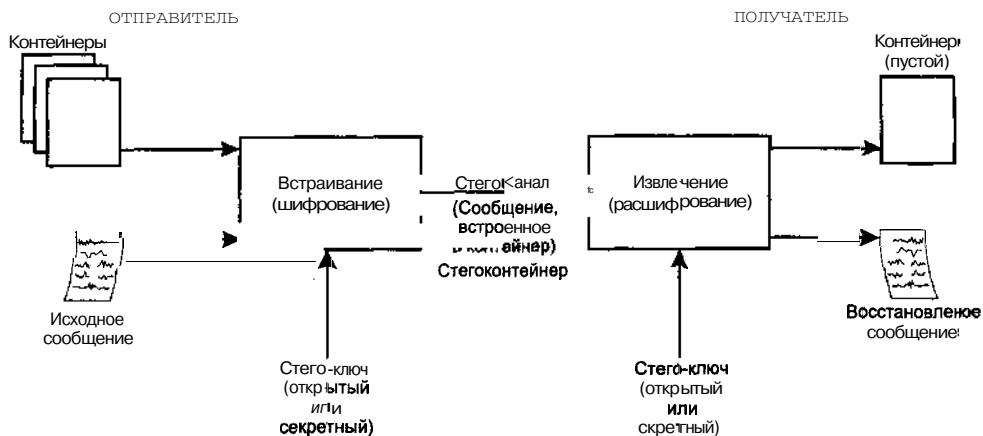 ОТПРАВИТЕЛЬ
ПОЛУЧАТЕЛЬ
Контейнеры
Контейнер
(пустой)
Встраивание
(шифрование)
Стегоканал
(Сообщение,
встроенное
в контейнер)
Стегоконтейнер
Извлечение
(расшифрование)
Исходное
сообщение
Восстановленое
сообщение
Стего-ключ
(открытый
или
секретный)
Стего-ключ
(открытый
или
скретный)